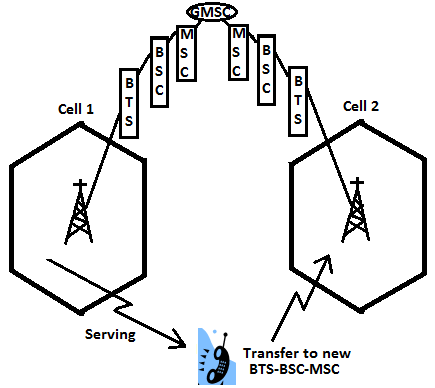 GMSC
MSC
MSC
BSC
BSC
BTS
BTS
Cell 1
Cell 2
Serving
Transfer to new
BTS-BSC-MSC